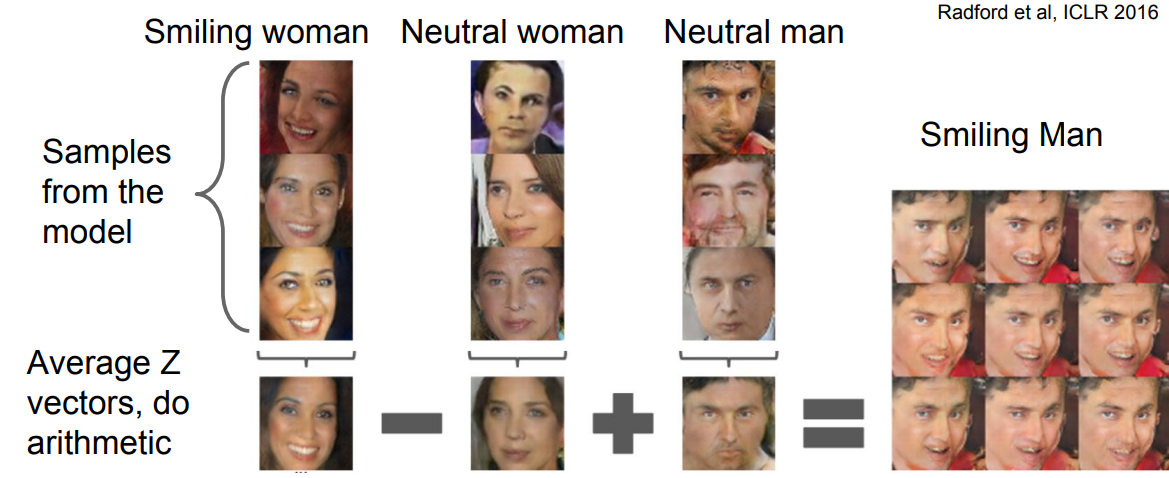 Radford et al, ICLR 2016
Smiling woman
Neutral woman
Neutral man
Samples
from the
model
Smiling Man
Average Z
vectors, do
arithmetic
...